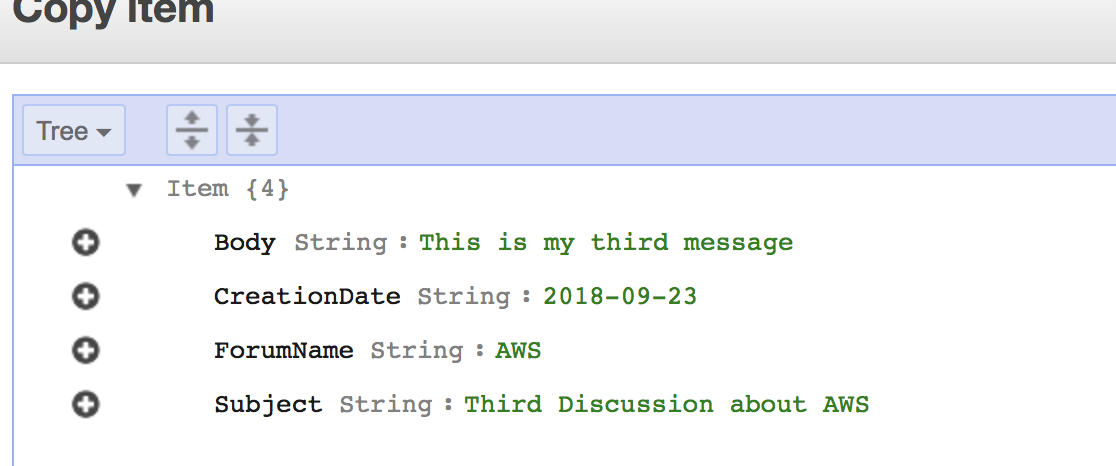 Copy Item
Tree
Item {4}
Body String : This is my third message
CreationDate String : 2018-09-23
ForumName String : AWS
Subject String : Third Discussion about AWS